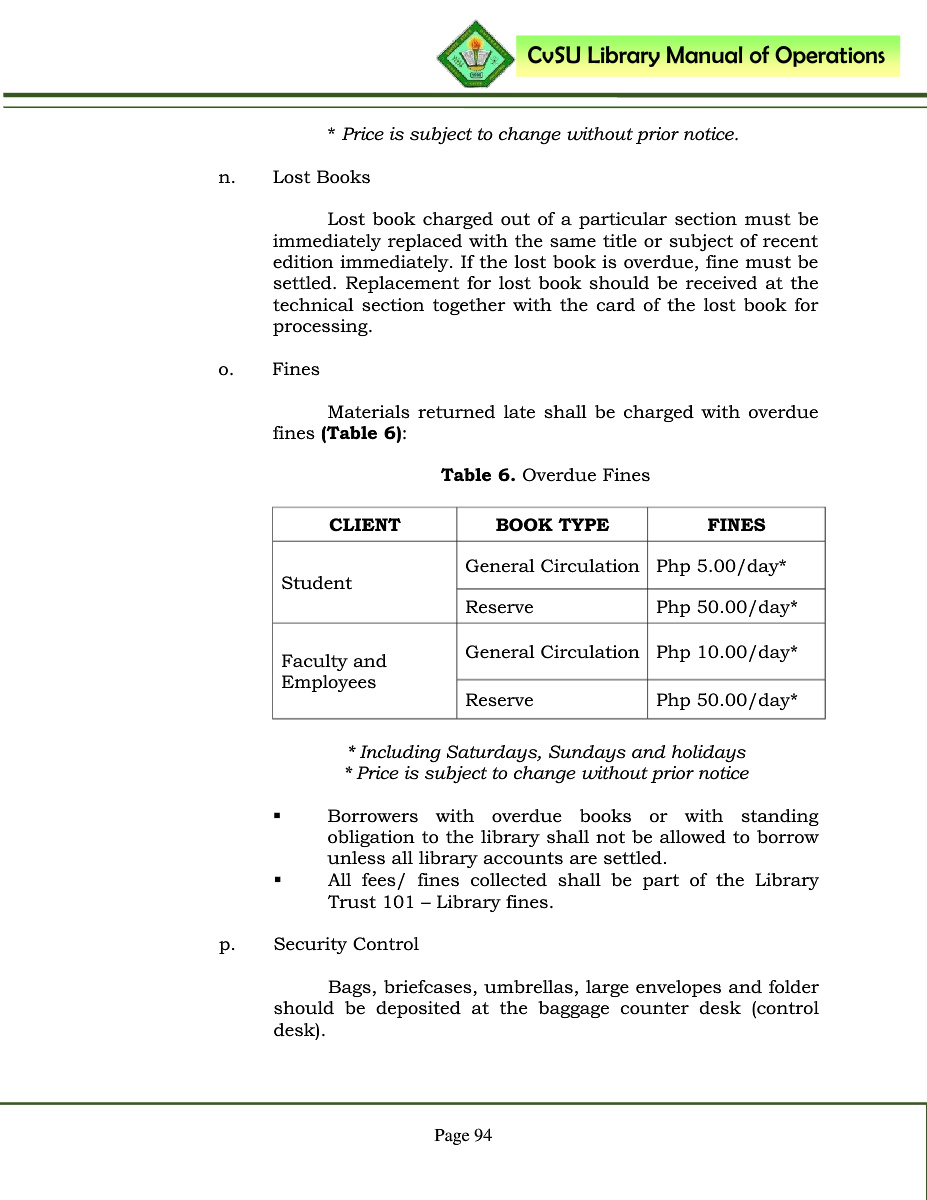 CvSU Library Manual of Operations
* Price is subject to change without prior notice.
n. Lost Books
Lost book charged out of a particular section must be
immediately replaced with the same title or subject of recent
edition immediately. If the lost book is overdue, fine must be
settled. Replacement for lost book should be received at the
technical section together with the card of the lost book for
processing.
o. Fines
Materials returned late shall be charged with overdue
fines (Table 6):
Table 6. Overdue Fines
CLIENT BOOK TYPE FINES
Student
General Circulation Php 5.00/day*
Reserve Php 50.00/day*
Faculty and
Employees
General Circulation Php 10.00/day*
Reserve Php 50.00/day*
* Including Saturdays, Sundays and holidays
* Price is subject to change without prior notice
▪ Borrowers with overdue books or with standing
obligation to the library shall not be allowed to borrow
unless all library accounts are settled.
▪ All fees/ fines collected shall be part of the Library
Trust 101 – Library fines.
p. Security Control
Bags, briefcases, umbrellas, large envelopes and folder
should be deposited at the baggage counter desk (control
desk).
Page 94